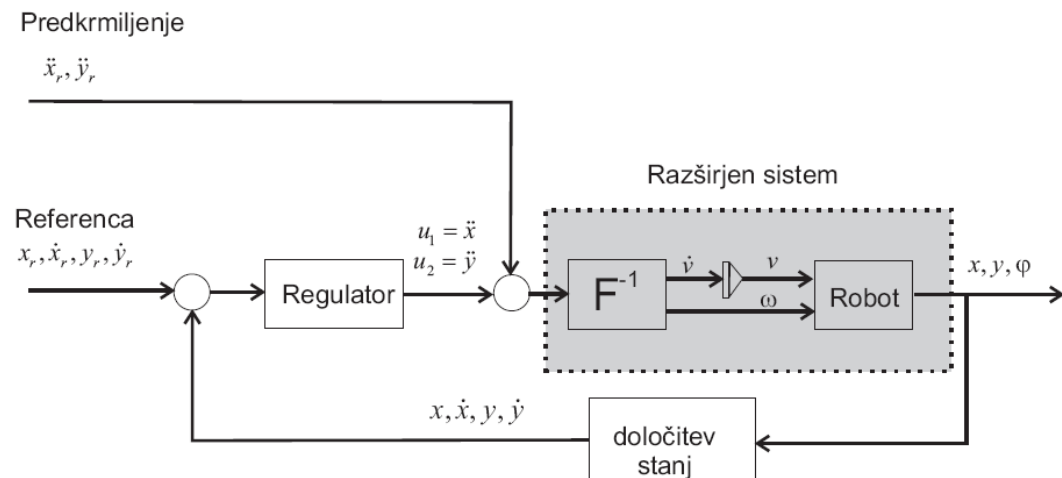 Predkrmiljenje
ẍ_r, ÿ_r
Razširjen sistem
Referenca
x_r, ẋ_r, y_r, ẏ_r
u_1 = ẍ
u_2 = ÿ
Regulator
F^-1
v̇
v
ω
Robot
x, y, φ
x, ẋ, y, ẏ
določitev
stanj